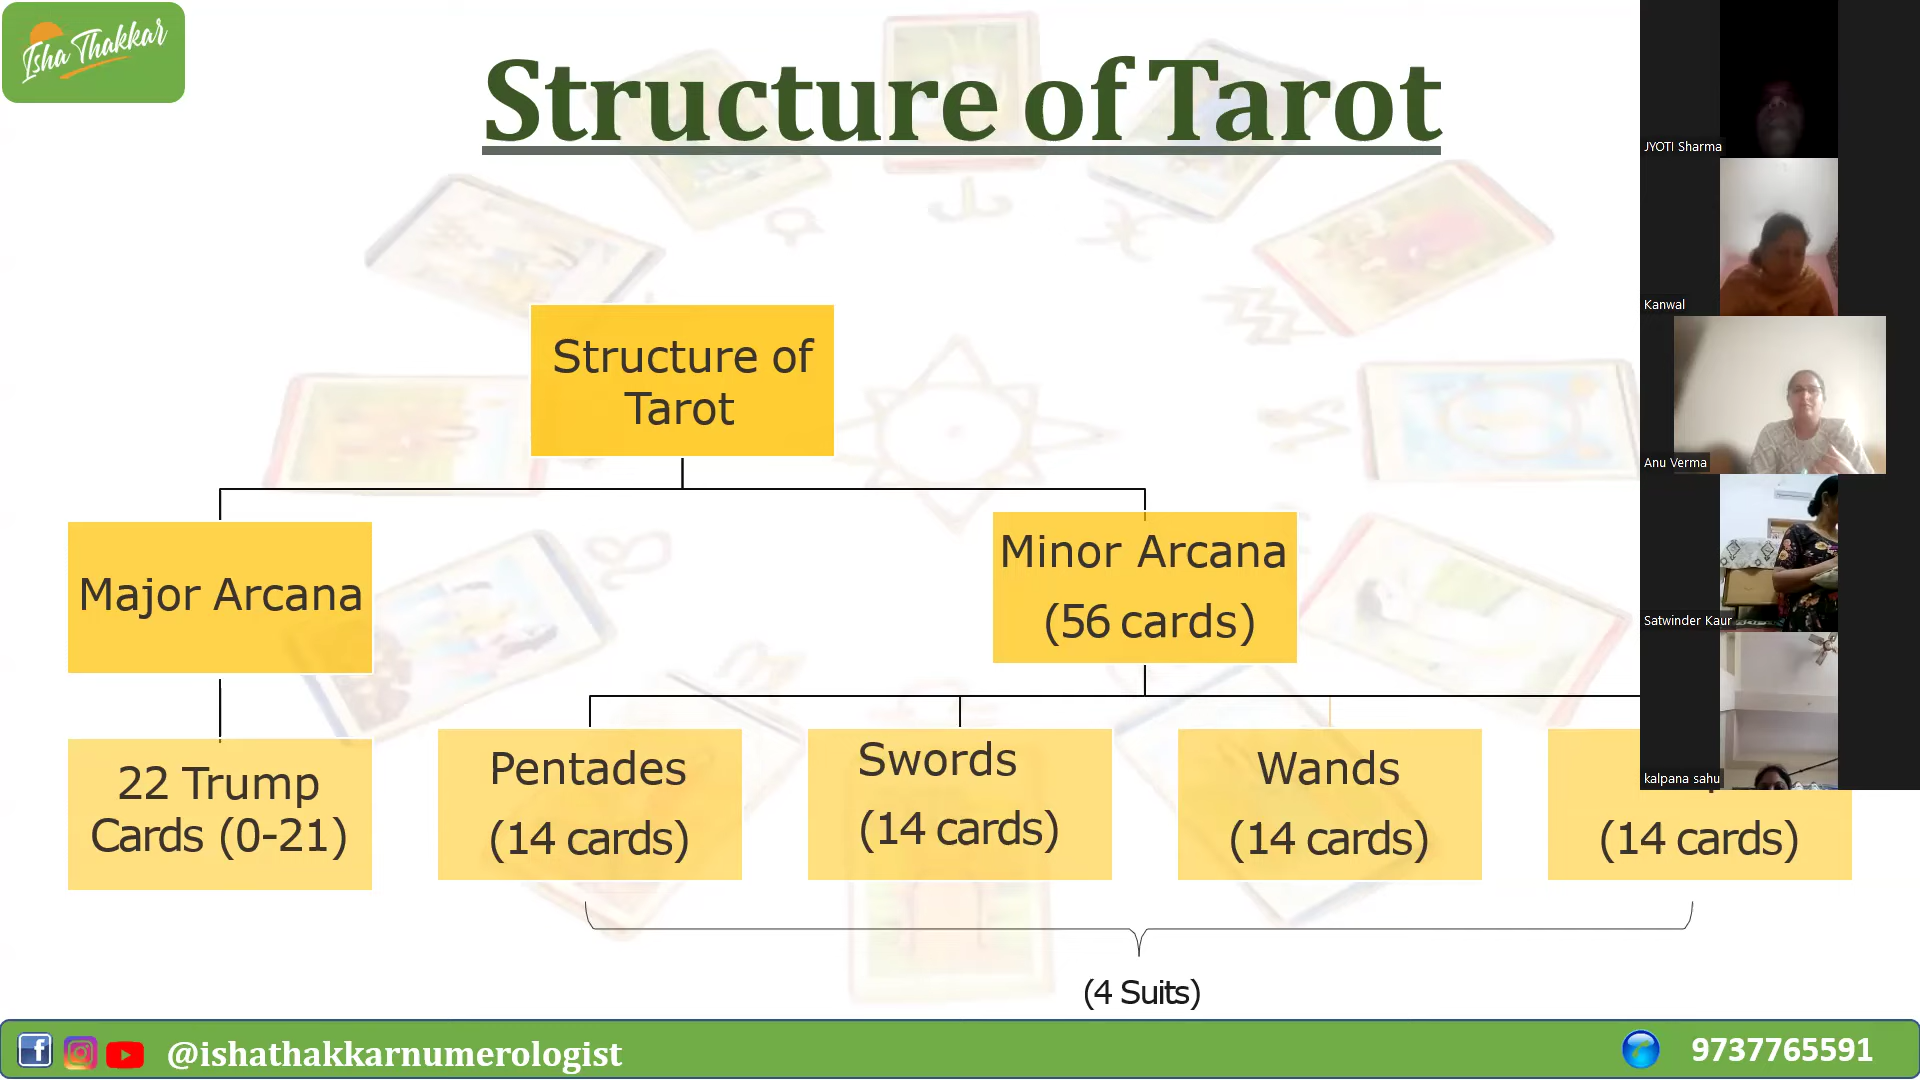 Isha Thakkar
Structure of Tarot
Structure of
Tarot
Major Arcana
Minor Arcana
(56 cards)
22 Trump
Cards (0-21)
Pentades
(14 cards)
Swords
(14 cards)
Wands
(14 cards)
(14 cards)
(4 Suits)
@ishathakkarnumerologist
9737765591
JYOTI Sharma
Kanwal
Anu Verma
Satwinder Kaur
kalpana sahu